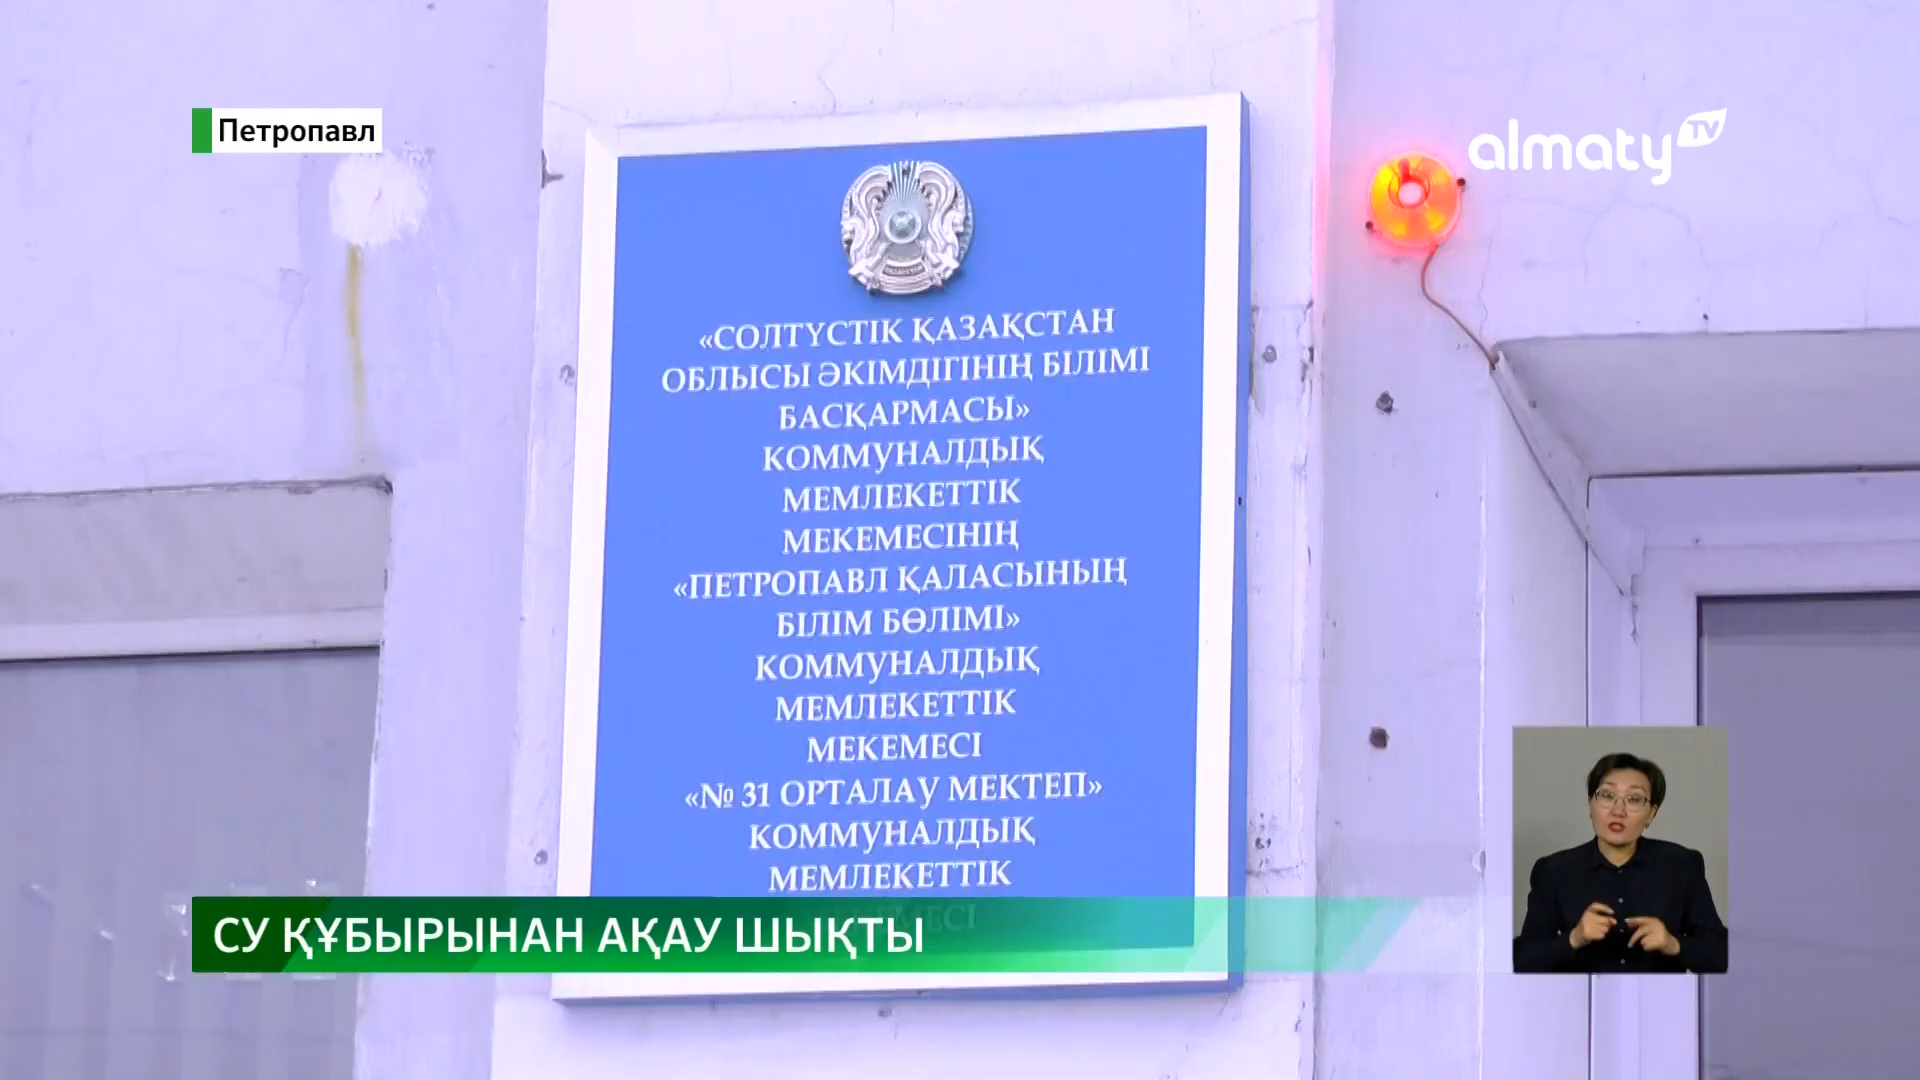 Петропавл
almaty TV
«СОЛТҮСТІК ҚАЗАҚСТАН
ОБЛЫСЫ ӘКІМДІГІНІҢ БІЛІМІ
БАСҚАРМАСЫ»
КОММУНАЛДЫҚ
МЕМЛЕКЕТТІК
МЕКЕМЕСІНІҢ
«ПЕТРОПАВЛ ҚАЛАСЫНЫҢ
БІЛІМ БӨЛІМІ»
КОММУНАЛДЫҚ
МЕМЛЕКЕТТІК
МЕКЕМЕСІ
«№ 31 ОРТАЛАУ МЕКТЕП»
КОММУНАЛДЫҚ
МЕМЛЕКЕТТІК
СУ ҚҰБЫРЫНАН АҚАУ ШЫҚТЫ